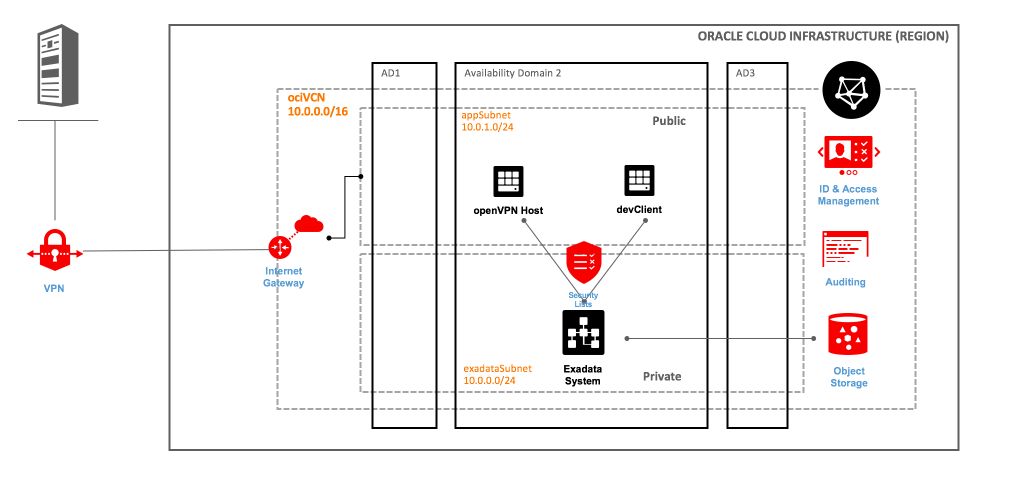 ORACLE CLOUD INFRASTRUCTURE (REGION)
AD1
Availability Domain 2
AD3
ociVCN
10.0.0.0/16
appSubnet
10.0.1.0/24
Public
openVPN Host
devClient
ID & Access
Management
VPN
Internet
Gateway
Security
Lists
Auditing
exadataSubnet
10.0.0.0/24
Exadata
System
Private
Object
Storage